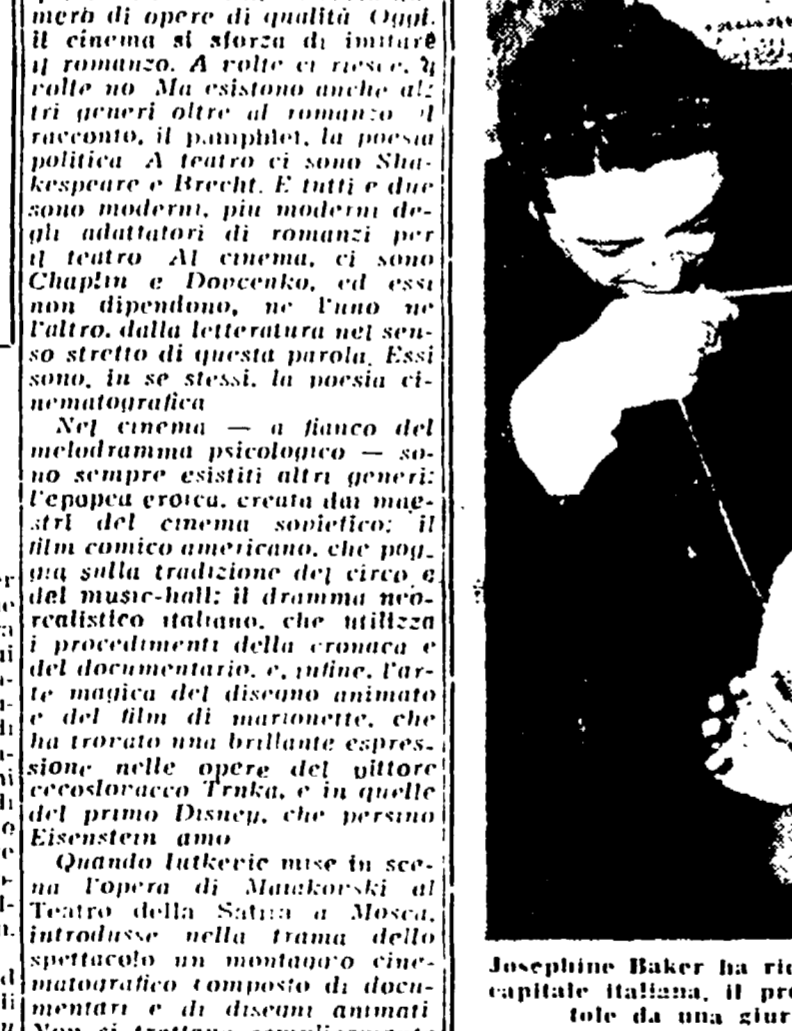 mero di opere di qualità Oggi,
il cinema si sforza di imitare
il romanzo. A volte ci riesce,
volte no Ma esistono anche al-
tri generi oltre al romanzo il
racconto, il pamphlet, la poesia
politica A teatro ci sono Sha-
kespeare e Brecht. E tutti e due
sono moderni, più moderni de-
gli adattatori di romanzi per
il teatro Al cinema, ci sono
Chaplin e Dovcenko, ed essi
non dipendono, ne l'uno ne
l'altro, dalla letteratura nel sen-
so stretto di questa parola. Essi
sono, in se stessi, la poesia ci-
nematografica
Nel cinema — a fianco del
melodramma psicologico — so-
no sempre esistiti altri generi:
l'epopea eroica, creata dai mae-
stri del cinema sovietico; il
film comico americano, che pog-
gia sulla tradizione del circo e
del music-hall; il dramma neo-
realistico italiano, che utilizza
i procedimenti della cronaca e
del documentario, e, infine, l'ar-
te magica del disegno animato
e del film di marionette, che
ha trovato una brillante espres-
sione nelle opere del pittore
cecoslovacco Trnka, e in quelle
del primo Disney, che persino
Eisenstein amo
Quando Iutkevic mise in sce-
na l'opera di Maiakovski al
Teatro della Satira a Mosca,
introdusse nella trama dello
spettacolo un montaggio cine-
matografico composto di docu-
mentari e di disegni animati
Non si
Josephine Baker ha
capitale italiana, il
tole da una